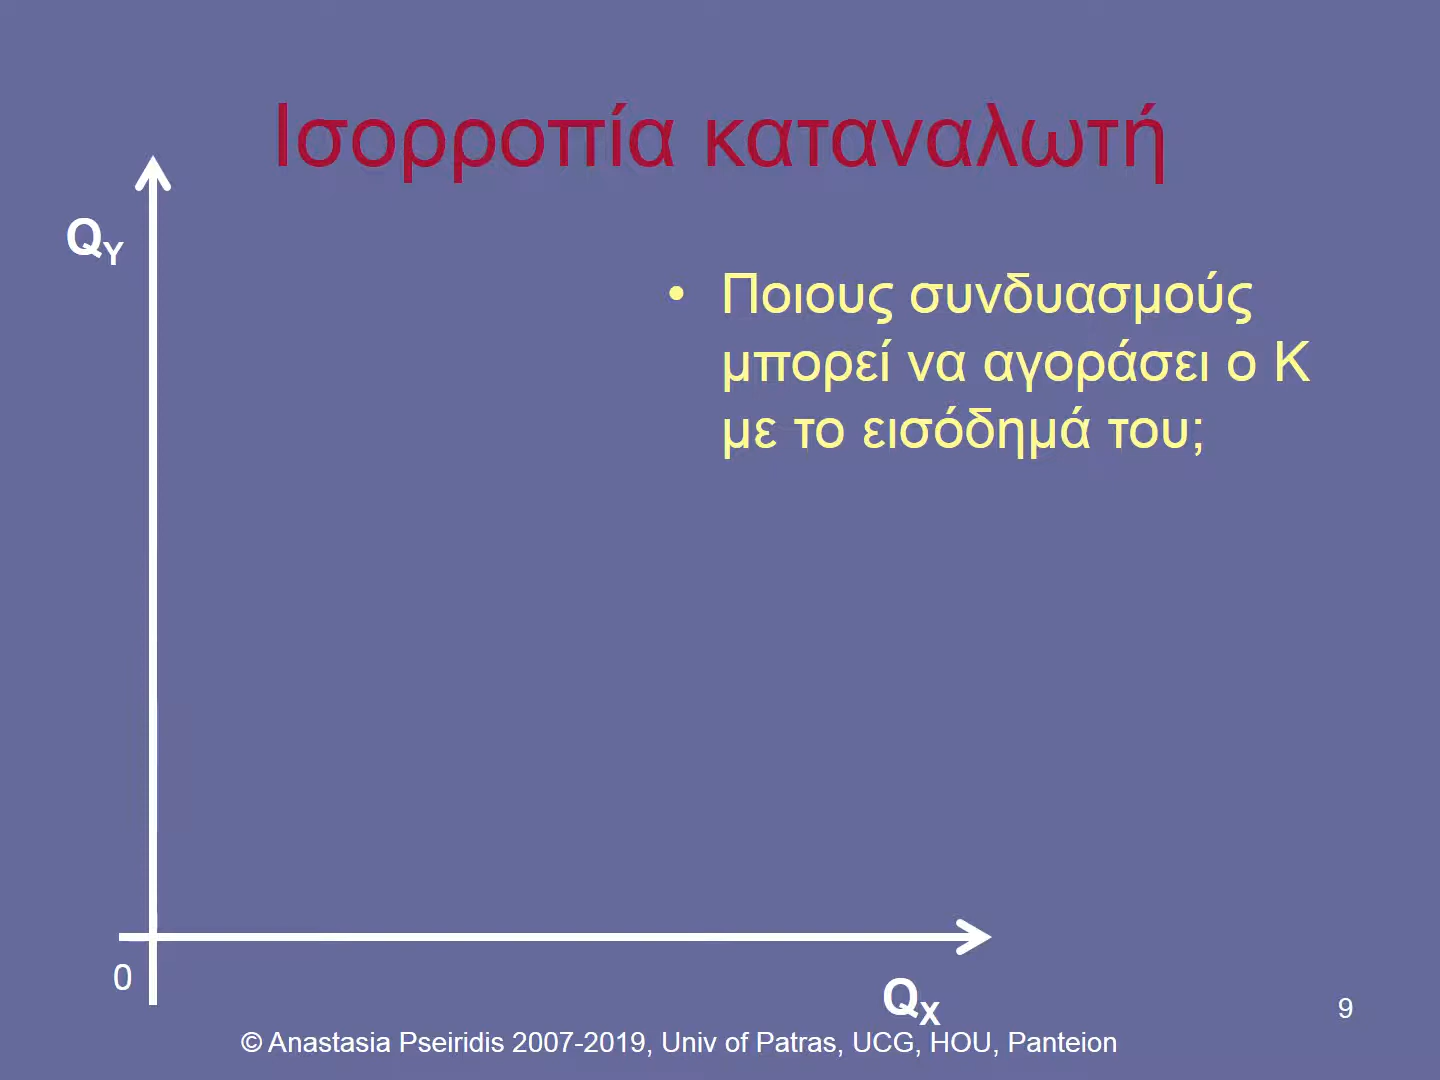 Ισορροπία καταναλωτή
QY
• Ποιους συνδυασμούς
μπορεί να αγοράσει ο Κ
με το εισόδημά του;
0
QX
9
© Anastasia Pseiridis 2007-2019, Univ of Patras, UCG, HOU, Panteion